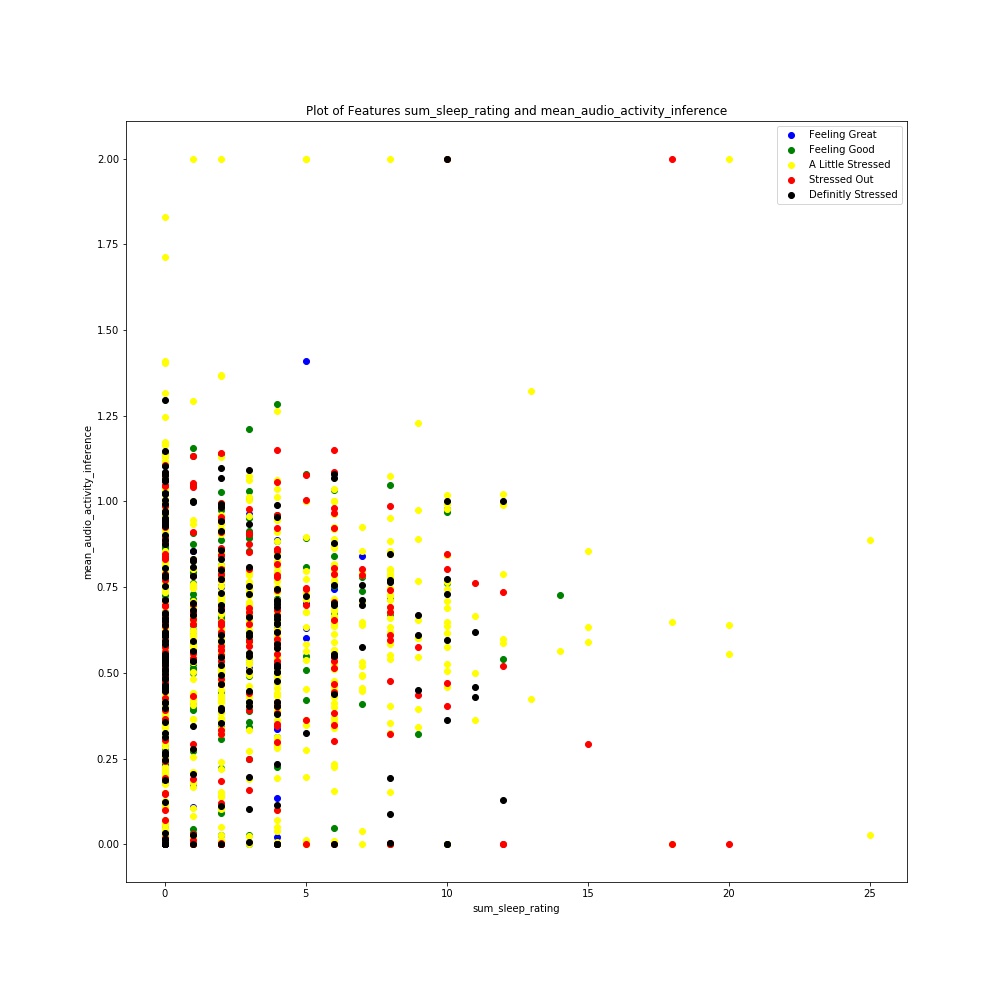 Plot of Features sum_sleep_rating and mean_audio_activity_inference
Feeling Great
Feeling Good
A Little Stressed
Stressed Out
Definitly Stressed
2.00
1.75
1.50
1.25
1.00
0.75
0.50
0.25
0.00
mean_audio_activity_inference
0 5 10 15 20 25
sum_sleep_rating